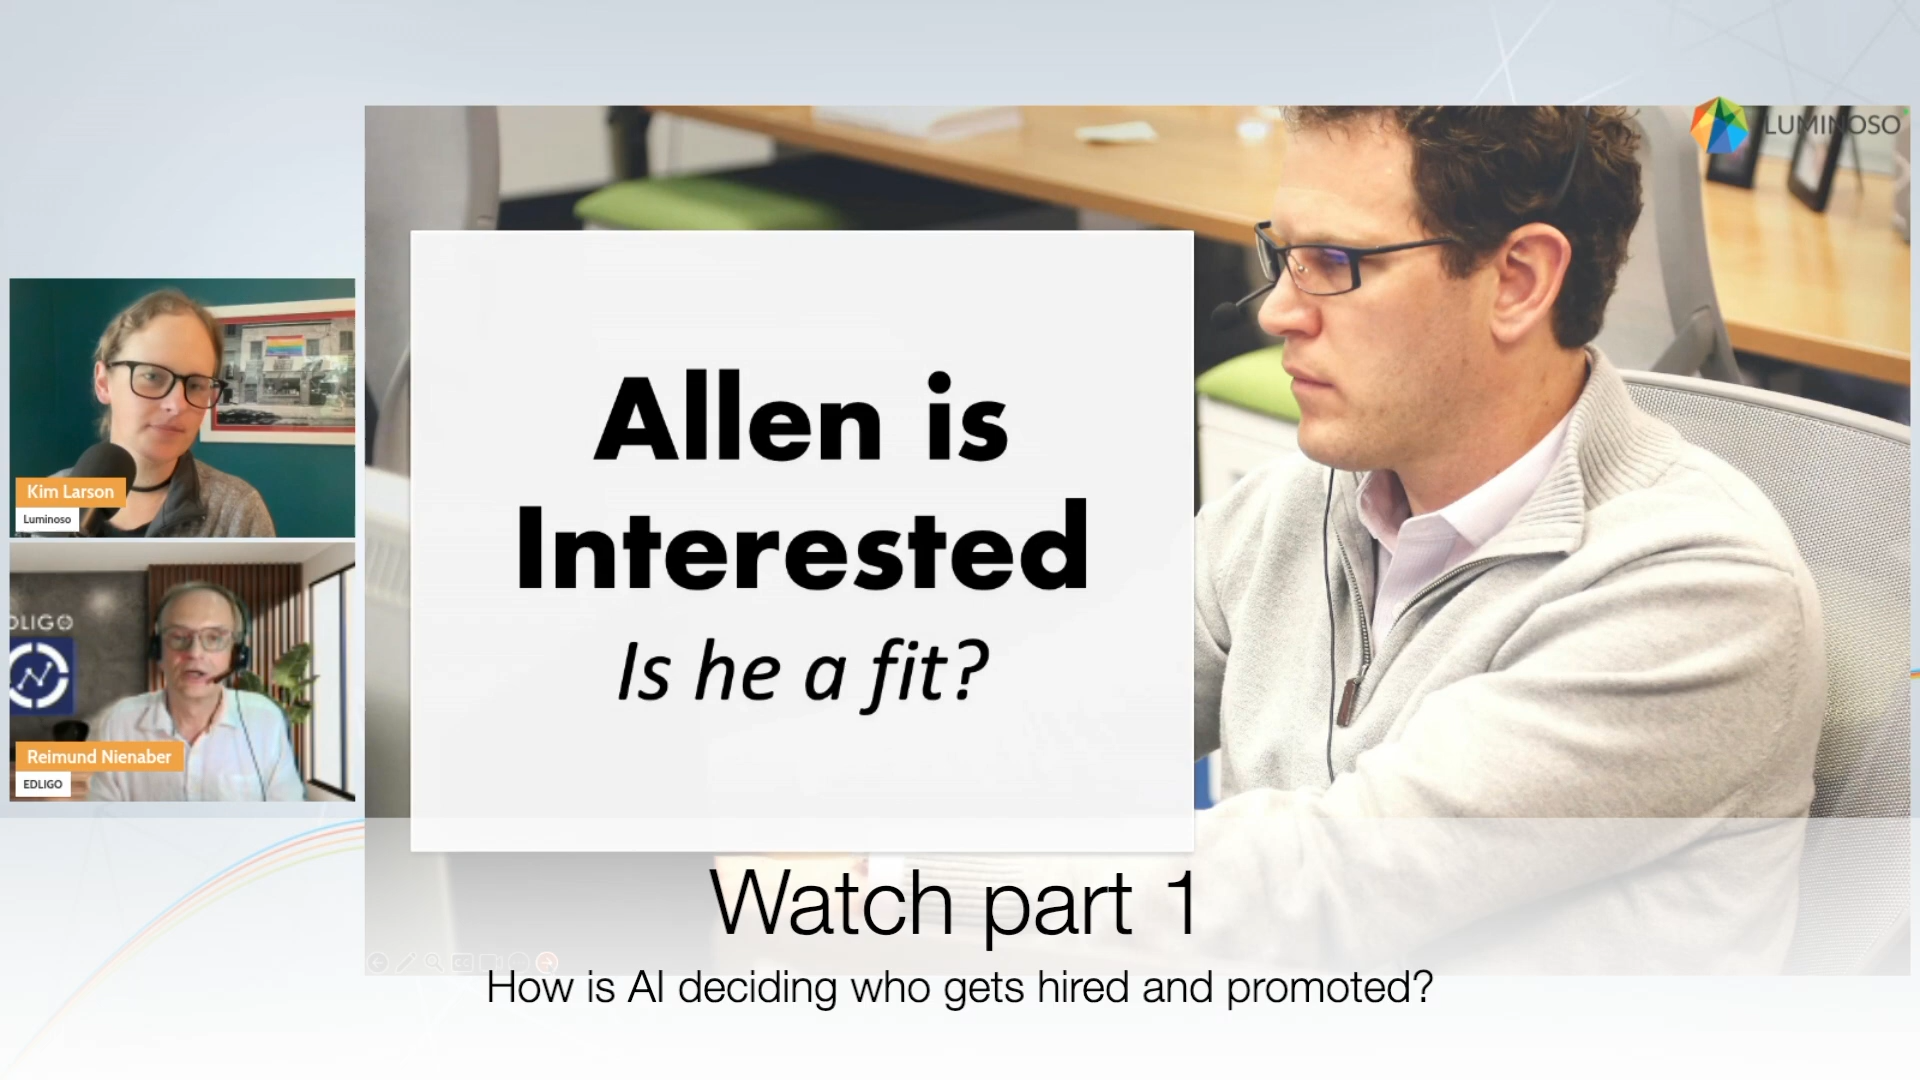 LUMINOSO
Allen is
Interested
Is he a fit?
Kim Larson
Luminoso
DLIGO
Reimund Nienaber
EDLIGO
Watch part 1
How is AI deciding who gets hired and promoted?